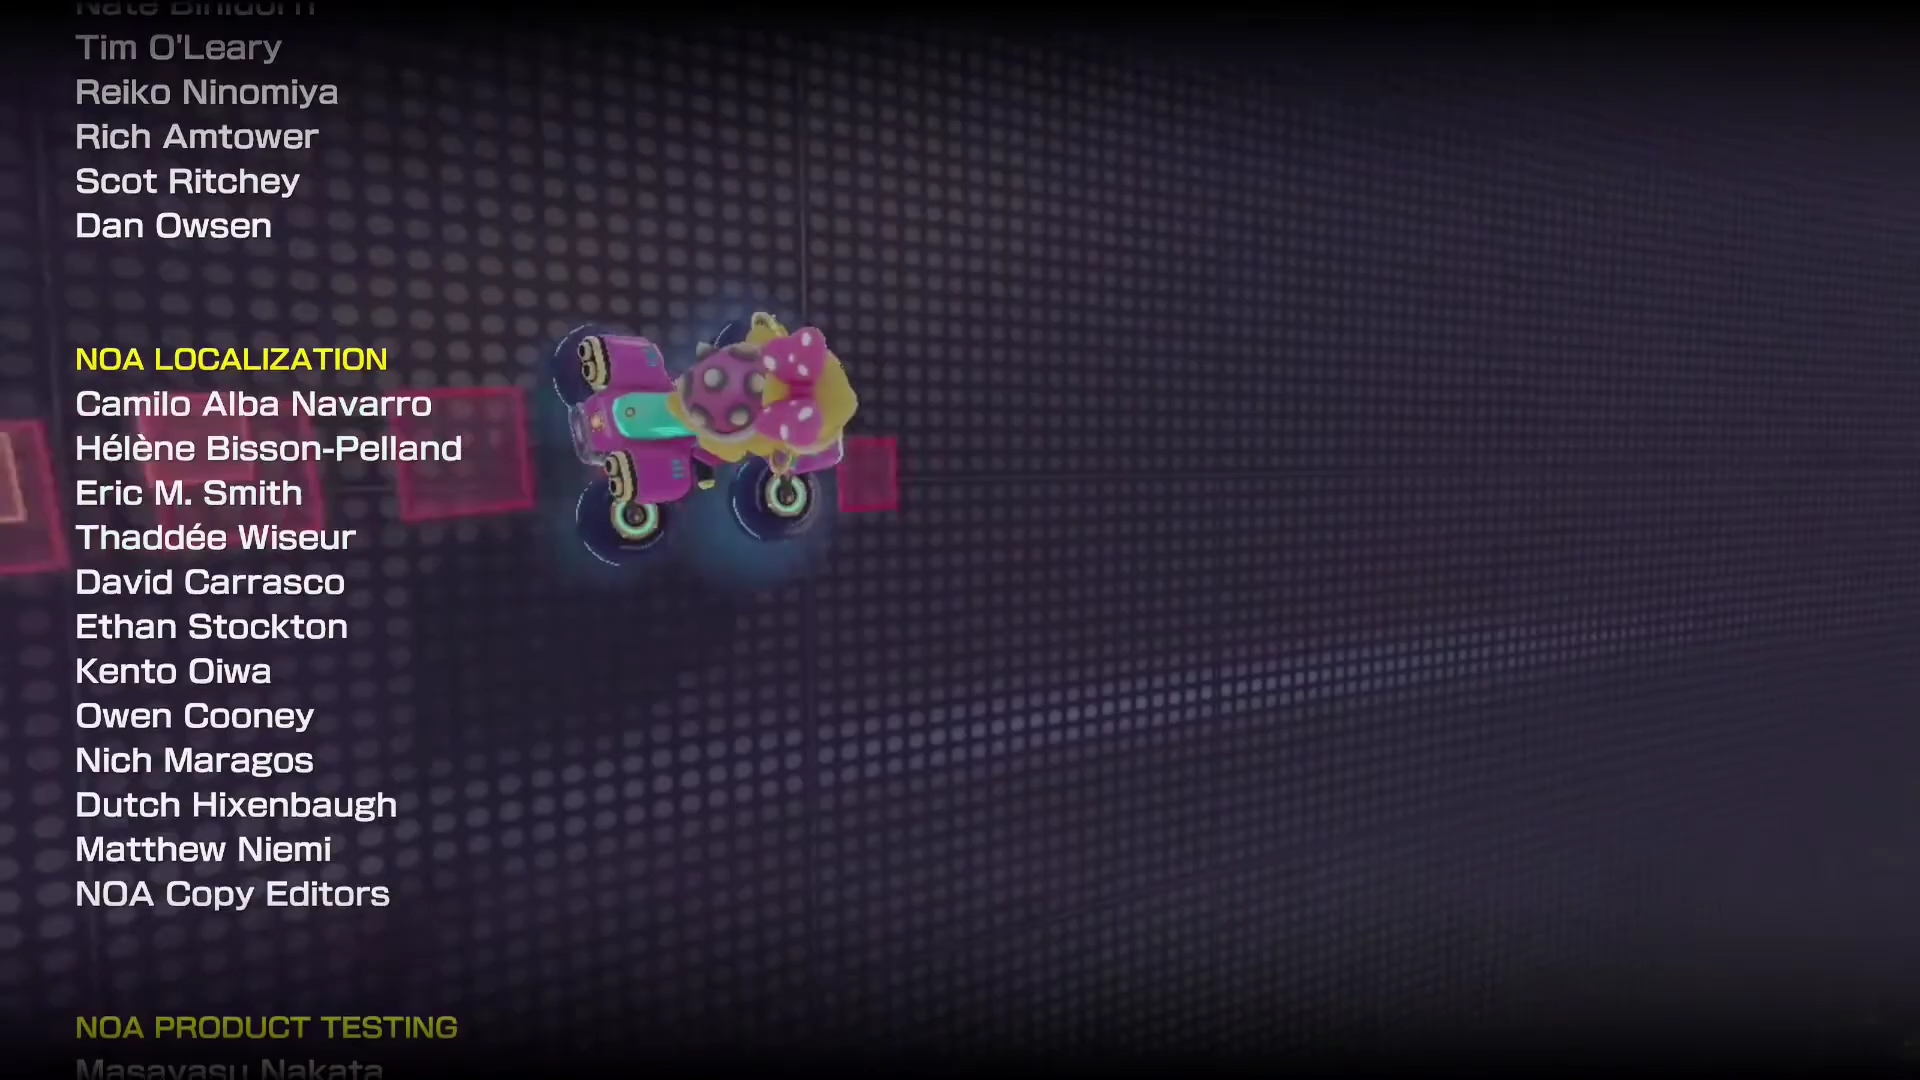 Tim O'Leary
Reiko Ninomiya
Rich Amtower
Scot Ritchey
Dan Owsen
NOA LOCALIZATION
Camilo Alba Navarro
Hélène Bisson-Pelland
Eric M. Smith
Thaddée Wiseur
David Carrasco
Ethan Stockton
Kento Oiwa
Owen Cooney
Nich Maragos
Dutch Hixenbaugh
Matthew Niemi
NOA Copy Editors
NOA PRODUCT TESTING
Masayasu Nakata